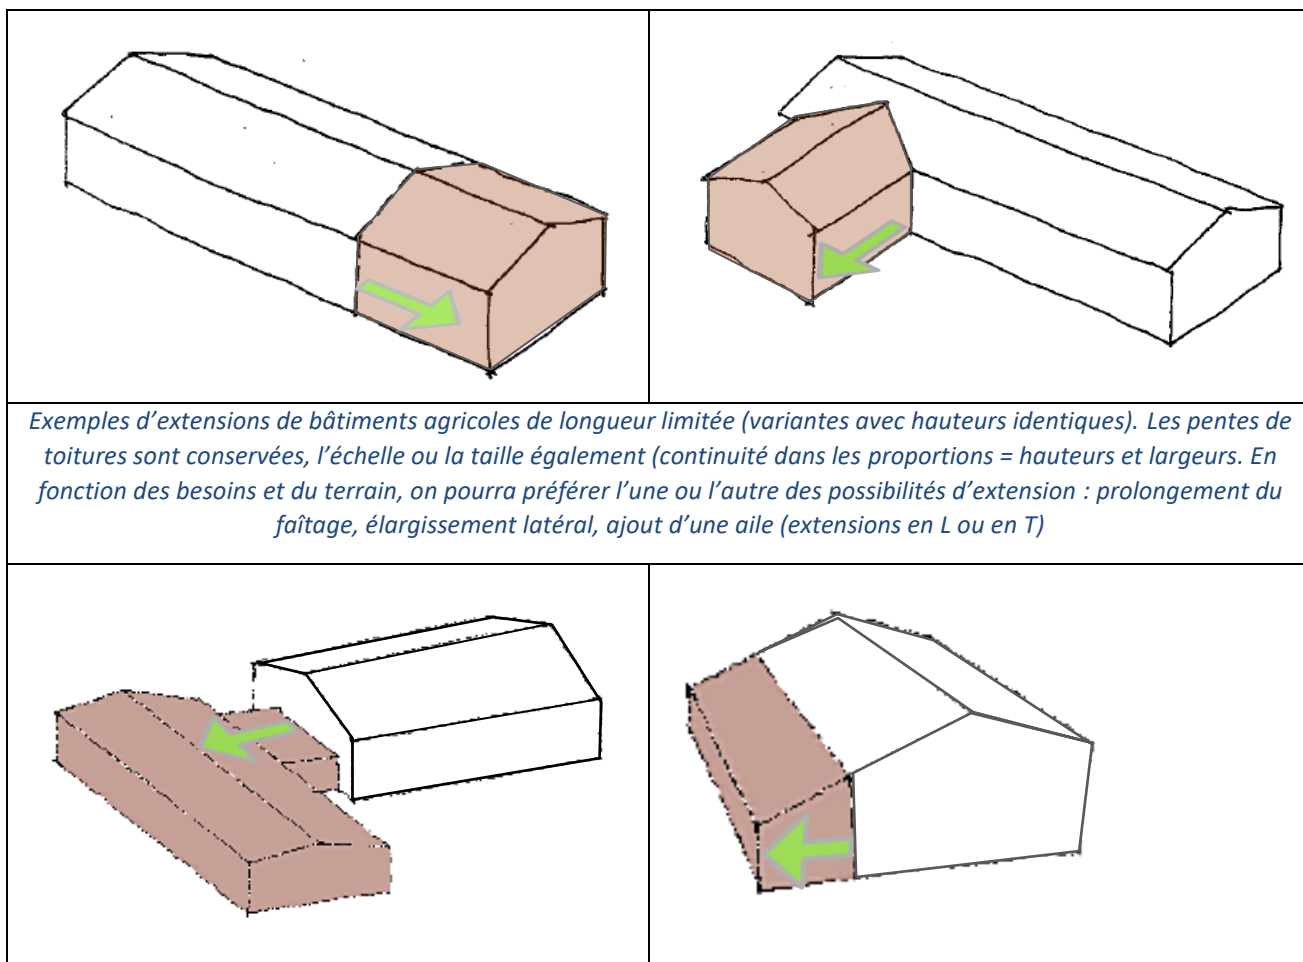 Exemples d’extensions de bâtiments agricoles de longueur limitée (variantes avec hauteurs identiques). Les pentes de
toitures sont conservées, l’échelle ou la taille également (continuité dans les proportions = hauteurs et largeurs. En
fonction des besoins et du terrain, on pourra préférer l’une ou l’autre des possibilités d’extension : prolongement du
faîtage, élargissement latéral, ajout d’une aile (extensions en L ou en T)